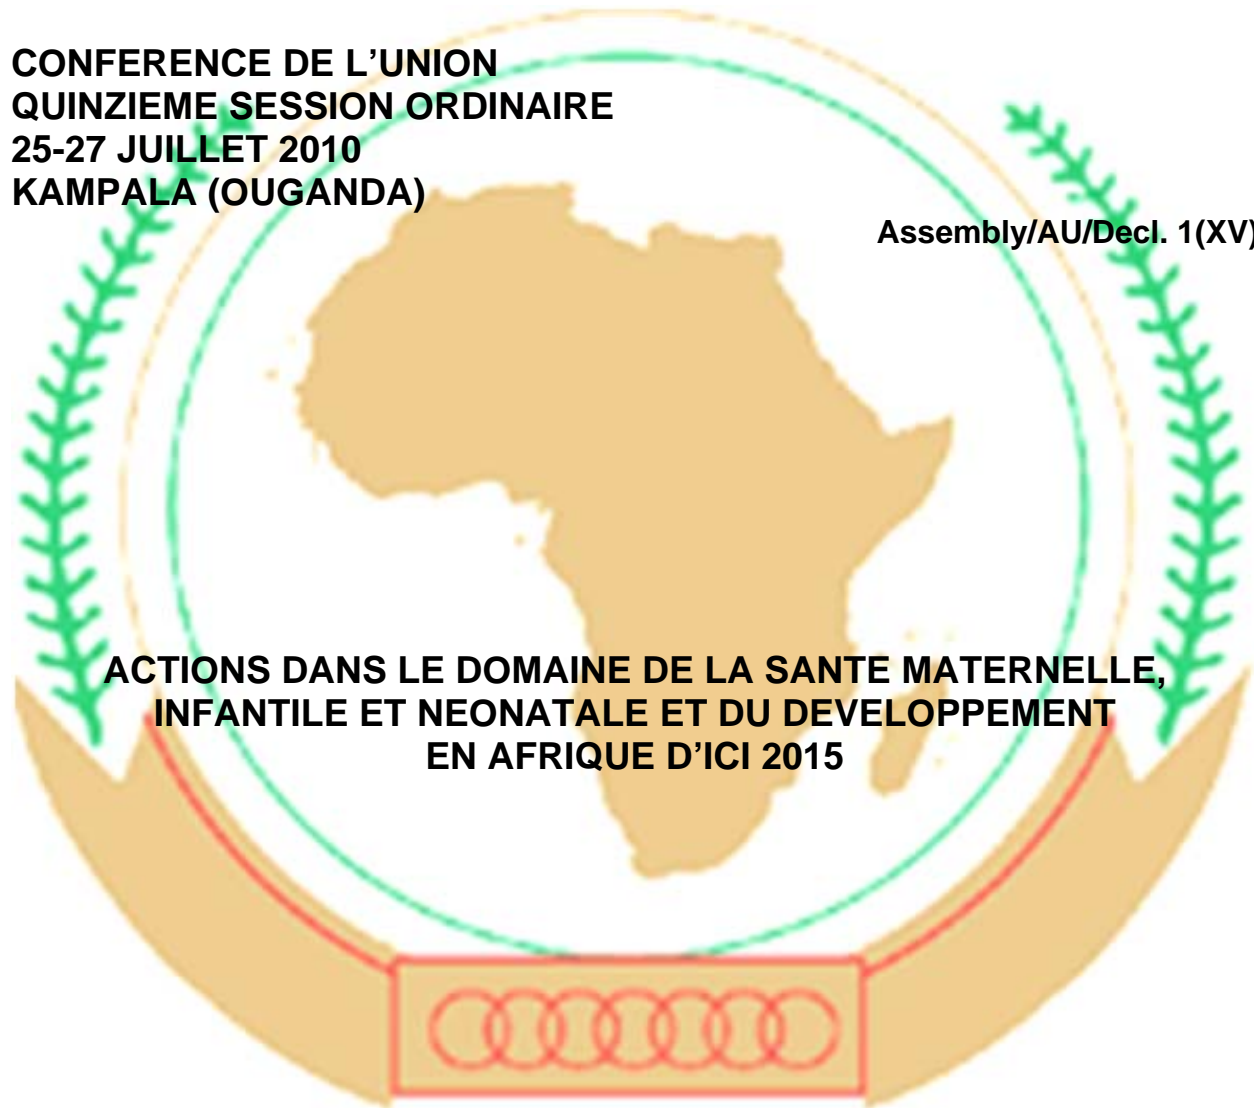 CONFERENCE DE L’UNION
QUINZIEME SESSION ORDINAIRE
25-27 JUILLET 2010
KAMPALA (OUGANDA)
Assembly/AU/Decl. 1(XV)
ACTIONS DANS LE DOMAINE DE LA SANTE MATERNELLE,
INFANTILE ET NEONATALE ET DU DEVELOPPEMENT
EN AFRIQUE D’ICI 2015